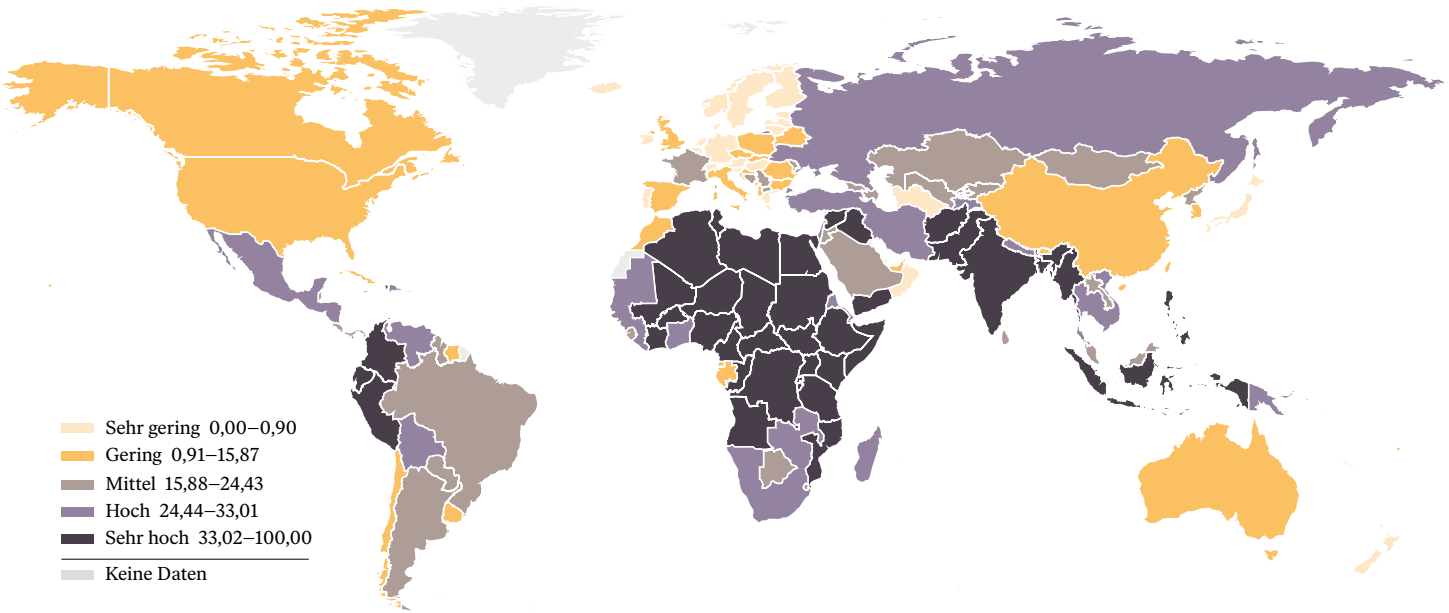 Sehr gering 0,00–0,90
Gering 0,91–15,87
Mittel 15,88–24,43
Hoch 24,44–33,01
Sehr hoch 33,02–100,00
Keine Daten